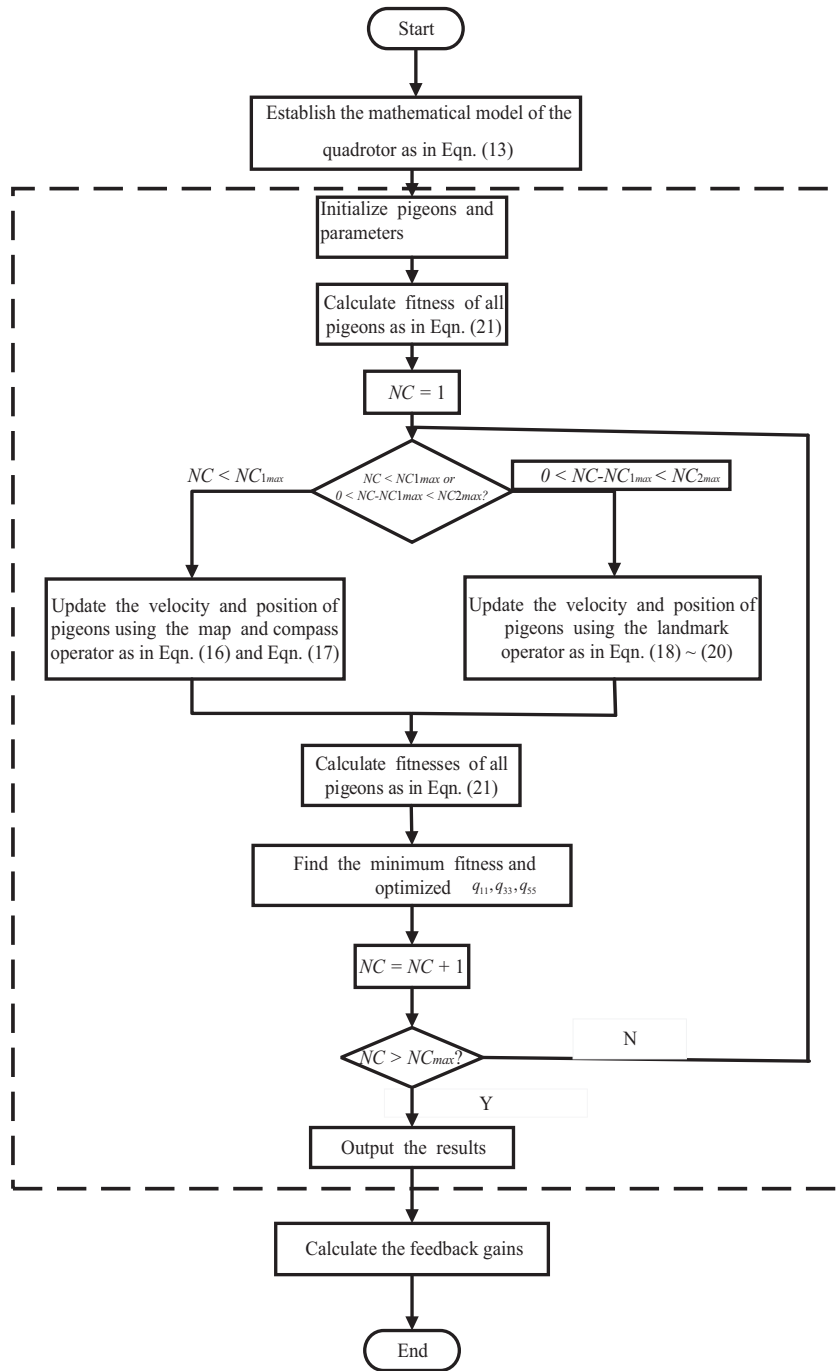 Start
Establish the mathematical model of the
quadrotor as in Eqn. (13)
Initialize pigeons and
parameters
Calculate fitness of all
pigeons as in Eqn. (21)
NC = 1
NC < NC1max
NC < NC1max or
0 < NC-NC1max < NC2max?
0 < NC-NC1max < NC2max
Update the velocity and position of
pigeons using the map and compass
operator as in Eqn. (16) and Eqn. (17)
Update the velocity and position of
pigeons using the landmark
operator as in Eqn. (18) ~ (20)
Calculate fitnesses of all
pigeons as in Eqn. (21)
Find the minimum fitness and
optimized q11,q33,q55
NC = NC + 1
NC > NCmax?
N
Y
Output the results
Calculate the feedback gains
End